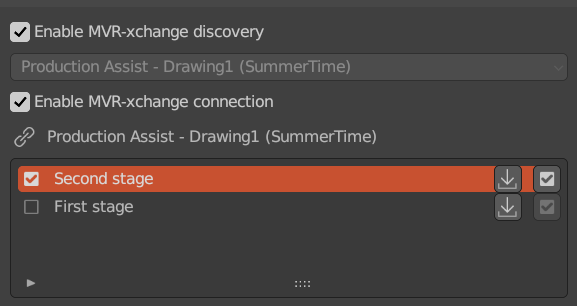 Enable MVR-xchange discovery
Production Assist - Drawing1 (SummerTime)
Enable MVR-xchange connection
Production Assist - Drawing1 (SummerTime)
Second stage
First stage